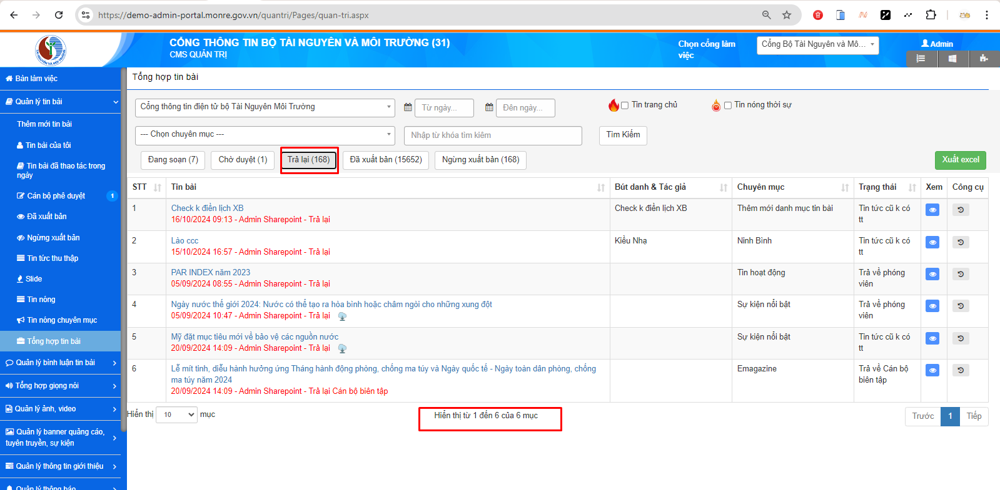 https://demo-admin-portal.monre.gov.vn/quantri/Pages/quan-tri.aspx
CỔNG THÔNG TIN BỘ TÀI NGUYÊN VÀ MÔI TRƯỜNG (31)
CMS QUẢN TRỊ
Chọn cổng làm
việc
Cổng Bộ Tài Nguyên và Mô...
Admin
Bàn làm việc
Quản lý tin bài
Thêm mới tin bài
Tin bài của tôi
Tin bài đã thao tác trong
ngày
Cán bộ phê duyệt
1
Đã xuất bản
Ngừng xuất bản
Tin tức thu thập
Slide
Tin nóng
Tin nóng chuyên mục
Tổng hợp tin bài
Quản lý bình luận tin bài
Tổng hợp giọng nói
Quản lý ảnh, video
Quản lý banner quảng cáo,
tuyên truyền, sự kiện
Quản lý thông tin giới thiệu
Quản lý thông báo
Tổng hợp tin bài
Cổng thông tin điện tử bộ Tài Nguyên Môi Trường
Từ ngày...
Đến ngày...
Tin trang chủ
Tin nóng thời sự
--- Chọn chuyên mục ---
Nhập từ khóa tìm kiếm
Tìm Kiếm
Đang soạn (7)
Chờ duyệt (1)
Trả lại (168)
Đã xuất bản (15652)
Ngừng xuất bản (168)
Xuất excel
STT
Tin bài
Bút danh & Tác giả
Chuyên mục
Trạng thái
Xem
Công cụ
1
Check k điền lịch XB
16/10/2024 09:13 - Admin Sharepoint - Trả lại
Check k điền lịch XB
Thêm mới danh mục tin bài
Tin tức cũ k có
tt
2
Lào ccc
15/10/2024 16:57 - Admin Sharepoint - Trả lại
Kiều Nhạ
Ninh Bình
Tin tức cũ k có
tt
3
PAR INDEX năm 2023
05/09/2024 08:55 - Admin Sharepoint - Trả lại
Tin hoạt động
Trả về phóng
viên
4
Ngày nước thế giới 2024: Nước có thể tạo ra hòa bình hoặc châm ngòi cho những xung đột
05/09/2024 10:47 - Admin Sharepoint - Trả lại
Sự kiện nổi bật
Trả về phóng
viên
5
Mỹ đặt mục tiêu mới về bảo vệ các nguồn nước
20/09/2024 14:09 - Admin Sharepoint - Trả lại
Sự kiện nổi bật
Tin tức cũ k có
tt
6
Lễ mít tinh, diễu hành hưởng ứng Tháng hành động phòng, chống ma túy và Ngày quốc tế - Ngày toàn dân phòng, chống
ma túy năm 2024
20/09/2024 14:09 - Admin Sharepoint - Trả lại Cán bộ biên tập
Emagazine
Trả về Cán bộ
biên tập
Hiển thị 10 mục
Hiển thị từ 1 đến 6 của 6 mục
Trước
1
Tiếp